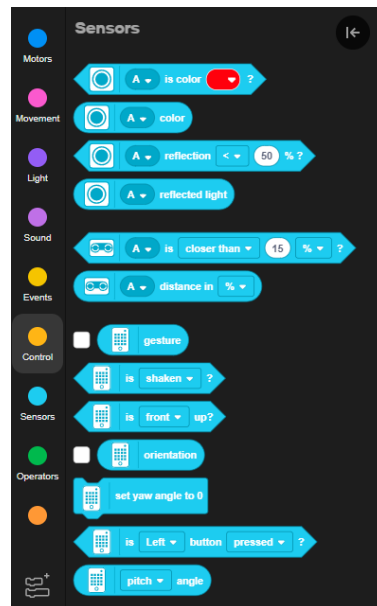 Sensors
Motors
Movement
Light
Sound
Events
Control
Sensors
Operators
A is color ?
A color
A reflection < 50 % ?
A reflected light
A is closer than 15 % ?
A distance in %
gesture
is shaken ?
is front up?
orientation
set yaw angle to 0
is Left button pressed ?
pitch angle